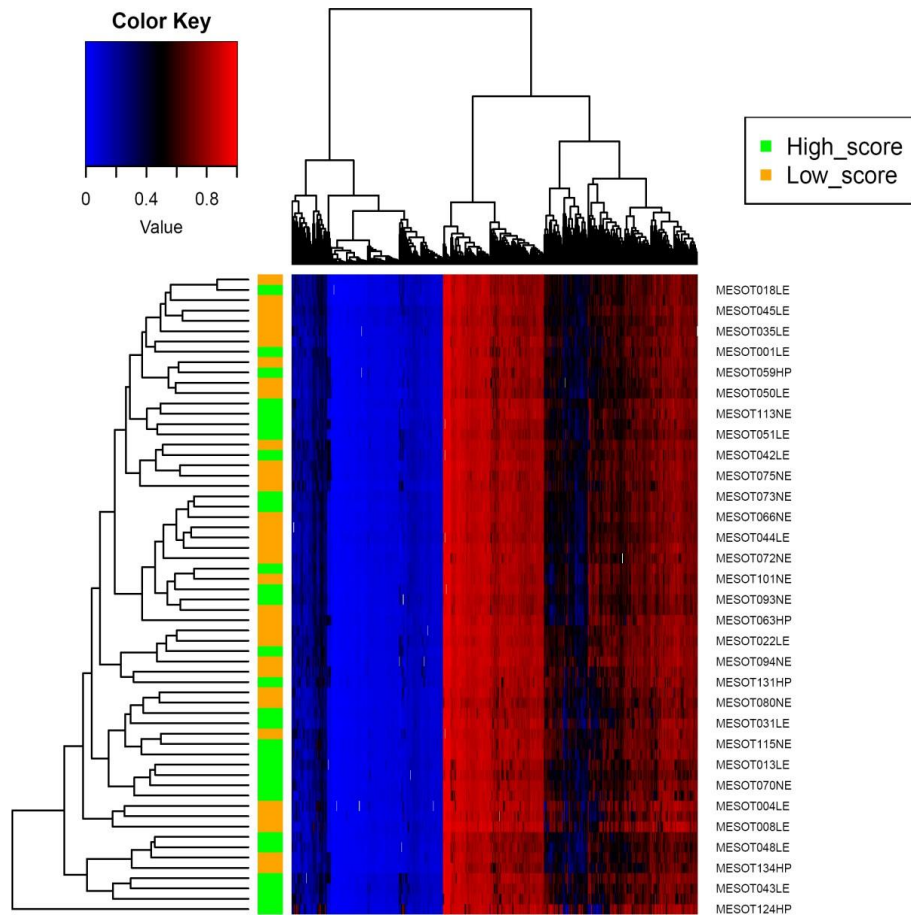 Color Key
0 0.4 0.8
Value
High_score
Low_score
MESOT018LE
MESOT045LE
MESOT035LE
MESOT001LE
MESOT059HP
MESOT050LE
MESOT113NE
MESOT051LE
MESOT042LE
MESOT075NE
MESOT073NE
MESOT066NE
MESOT044LE
MESOT072NE
MESOT101NE
MESOT093NE
MESOT063HP
MESOT022LE
MESOT094NE
MESOT131HP
MESOT080NE
MESOT031LE
MESOT115NE
MESOT013LE
MESOT070NE
MESOT004LE
MESOT008LE
MESOT048LE
MESOT134HP
MESOT043LE
MESOT124HP